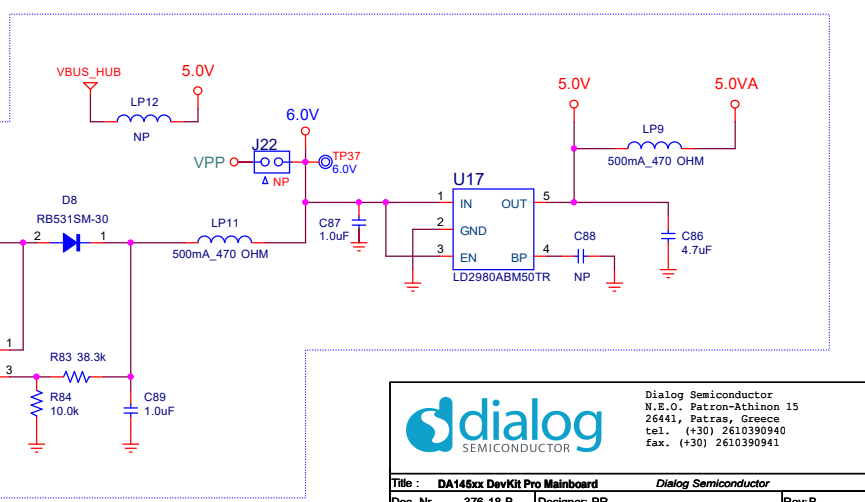 VBUS_HUB
5.0V
LP12
NP
6.0V
J22
VPP
TP37
6.0V
Δ NP
5.0V
5.0VA
LP9
500mA_470 OHM
U17
1
IN
OUT
5
2
GND
3
EN
BP
4
LD2980ABM50TR
C87
1.0uF
C88
NP
C86
4.7uF
D8
RB531SM-30
2
1
LP11
500mA_470 OHM
1
3
R83 38.3k
R84
10.0k
C89
1.0uF
dialog
SEMICONDUCTOR
Dialog Semiconductor
N.E.O. Patron-Athinon 15
26441, Patras, Greece
tel. (+30) 2610390940
fax. (+30) 2610390941
Title : DA145xx DevKit Pro Mainboard Dialog Semiconductor